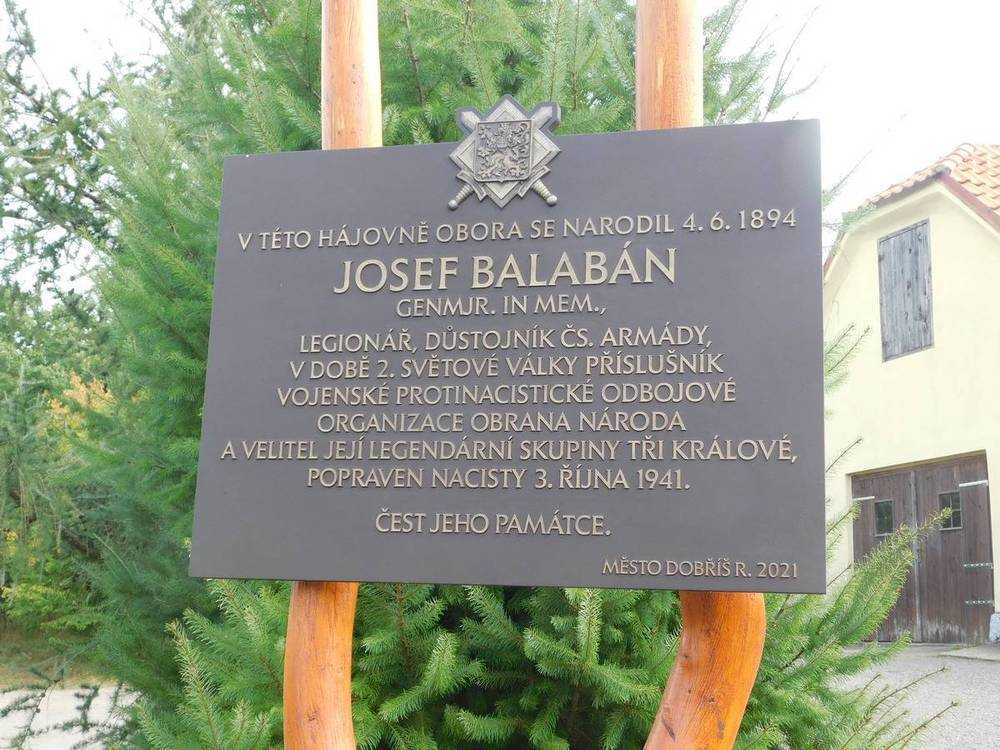 V TÉTO HÁJOVNĚ OBORA SE NARODIL 4. 6. 1894
JOSEF BALABÁN
GENMJR. IN MEM.,
LEGIONÁŘ, DŮSTOJNÍK ČS. ARMÁDY,
V DOBĚ 2. SVĚTOVÉ VÁLKY PŘÍSLUŠNÍK
VOJENSKÉ PROTINACISTICKÉ ODBOJOVÉ
ORGANIZACE OBRANA NÁRODA
A VELITEL JEJÍ LEGENDÁRNÍ SKUPINY TŘI KRÁLOVÉ,
POPRAVEN NACISTY 3. ŘÍJNA 1941.
ČEST JEHO PAMÁTCE.
MĚSTO DOBŘÍŠ R. 2021